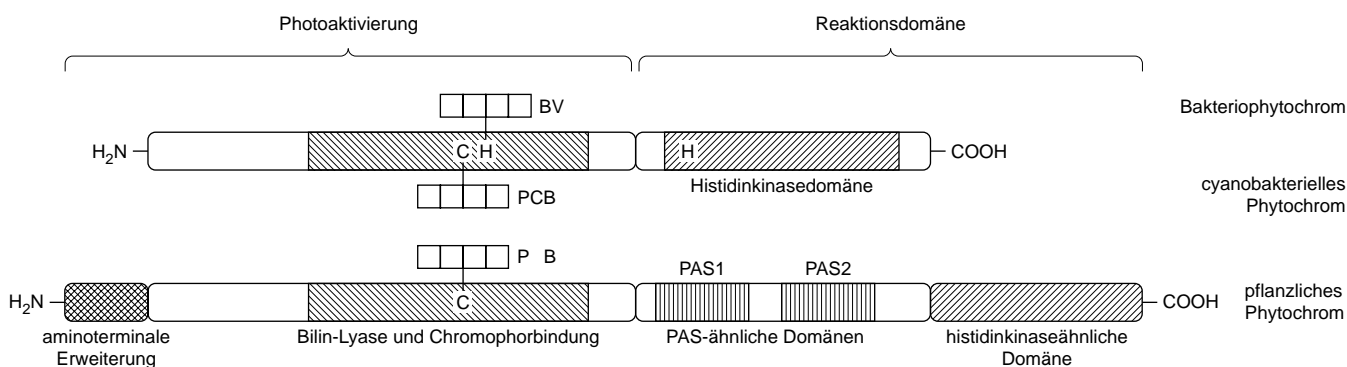 Photoaktivierung
Reaktionsdomäne
BV
Bakteriophytochrom
H2N
C H
H
COOH
Histidinkinasedomäne
PCB
cyanobakterielles
Phytochrom
P B
PAS1
PAS2
H2N
C
COOH
pflanzliches
Phytochrom
aminoterminale
Erweiterung
Bilin-Lyase und Chromophorbindung
PAS-ähnliche Domänen
histidinkinaseähnliche
Domäne